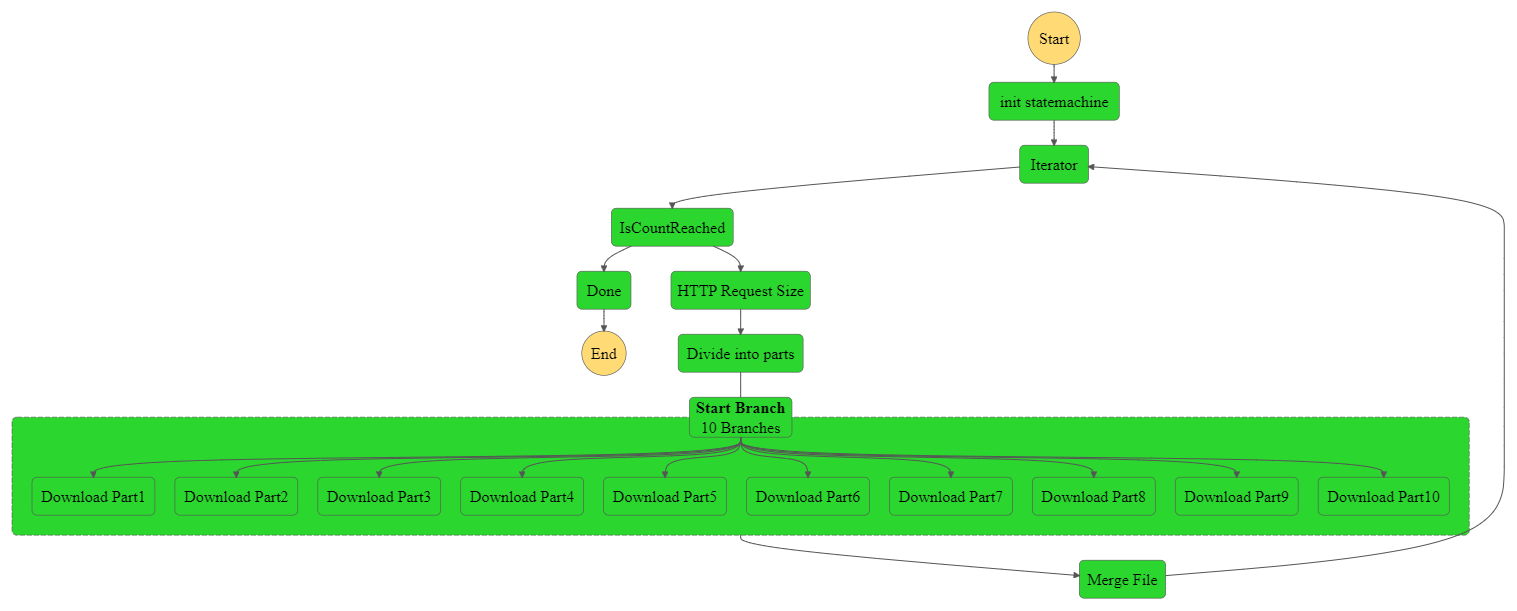 Start
init statemachine
Iterator
IsCountReached
Done
HTTP Request Size
End
Divide into parts
Start Branch
10 Branches
Download Part1
Download Part2
Download Part3
Download Part4
Download Part5
Download Part6
Download Part7
Download Part8
Download Part9
Download Part10
Merge File